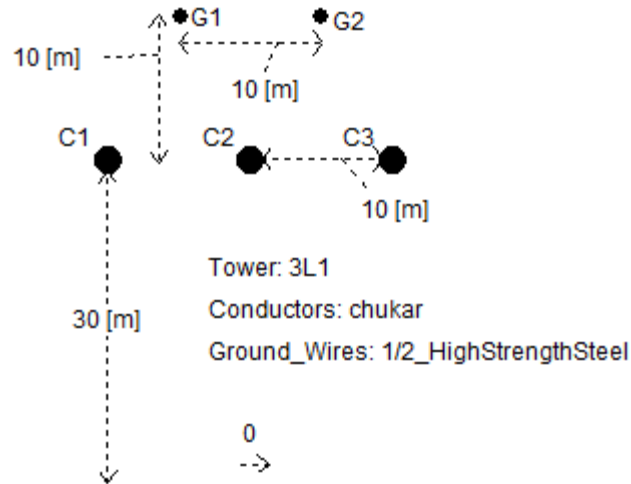 G1
G2
10 [m]
10 [m]
C1
C2
C3
10 [m]
Tower: 3L1
Conductors: chukar
30 [m]
Ground_Wires: 1/2_HighStrengthSteel
0